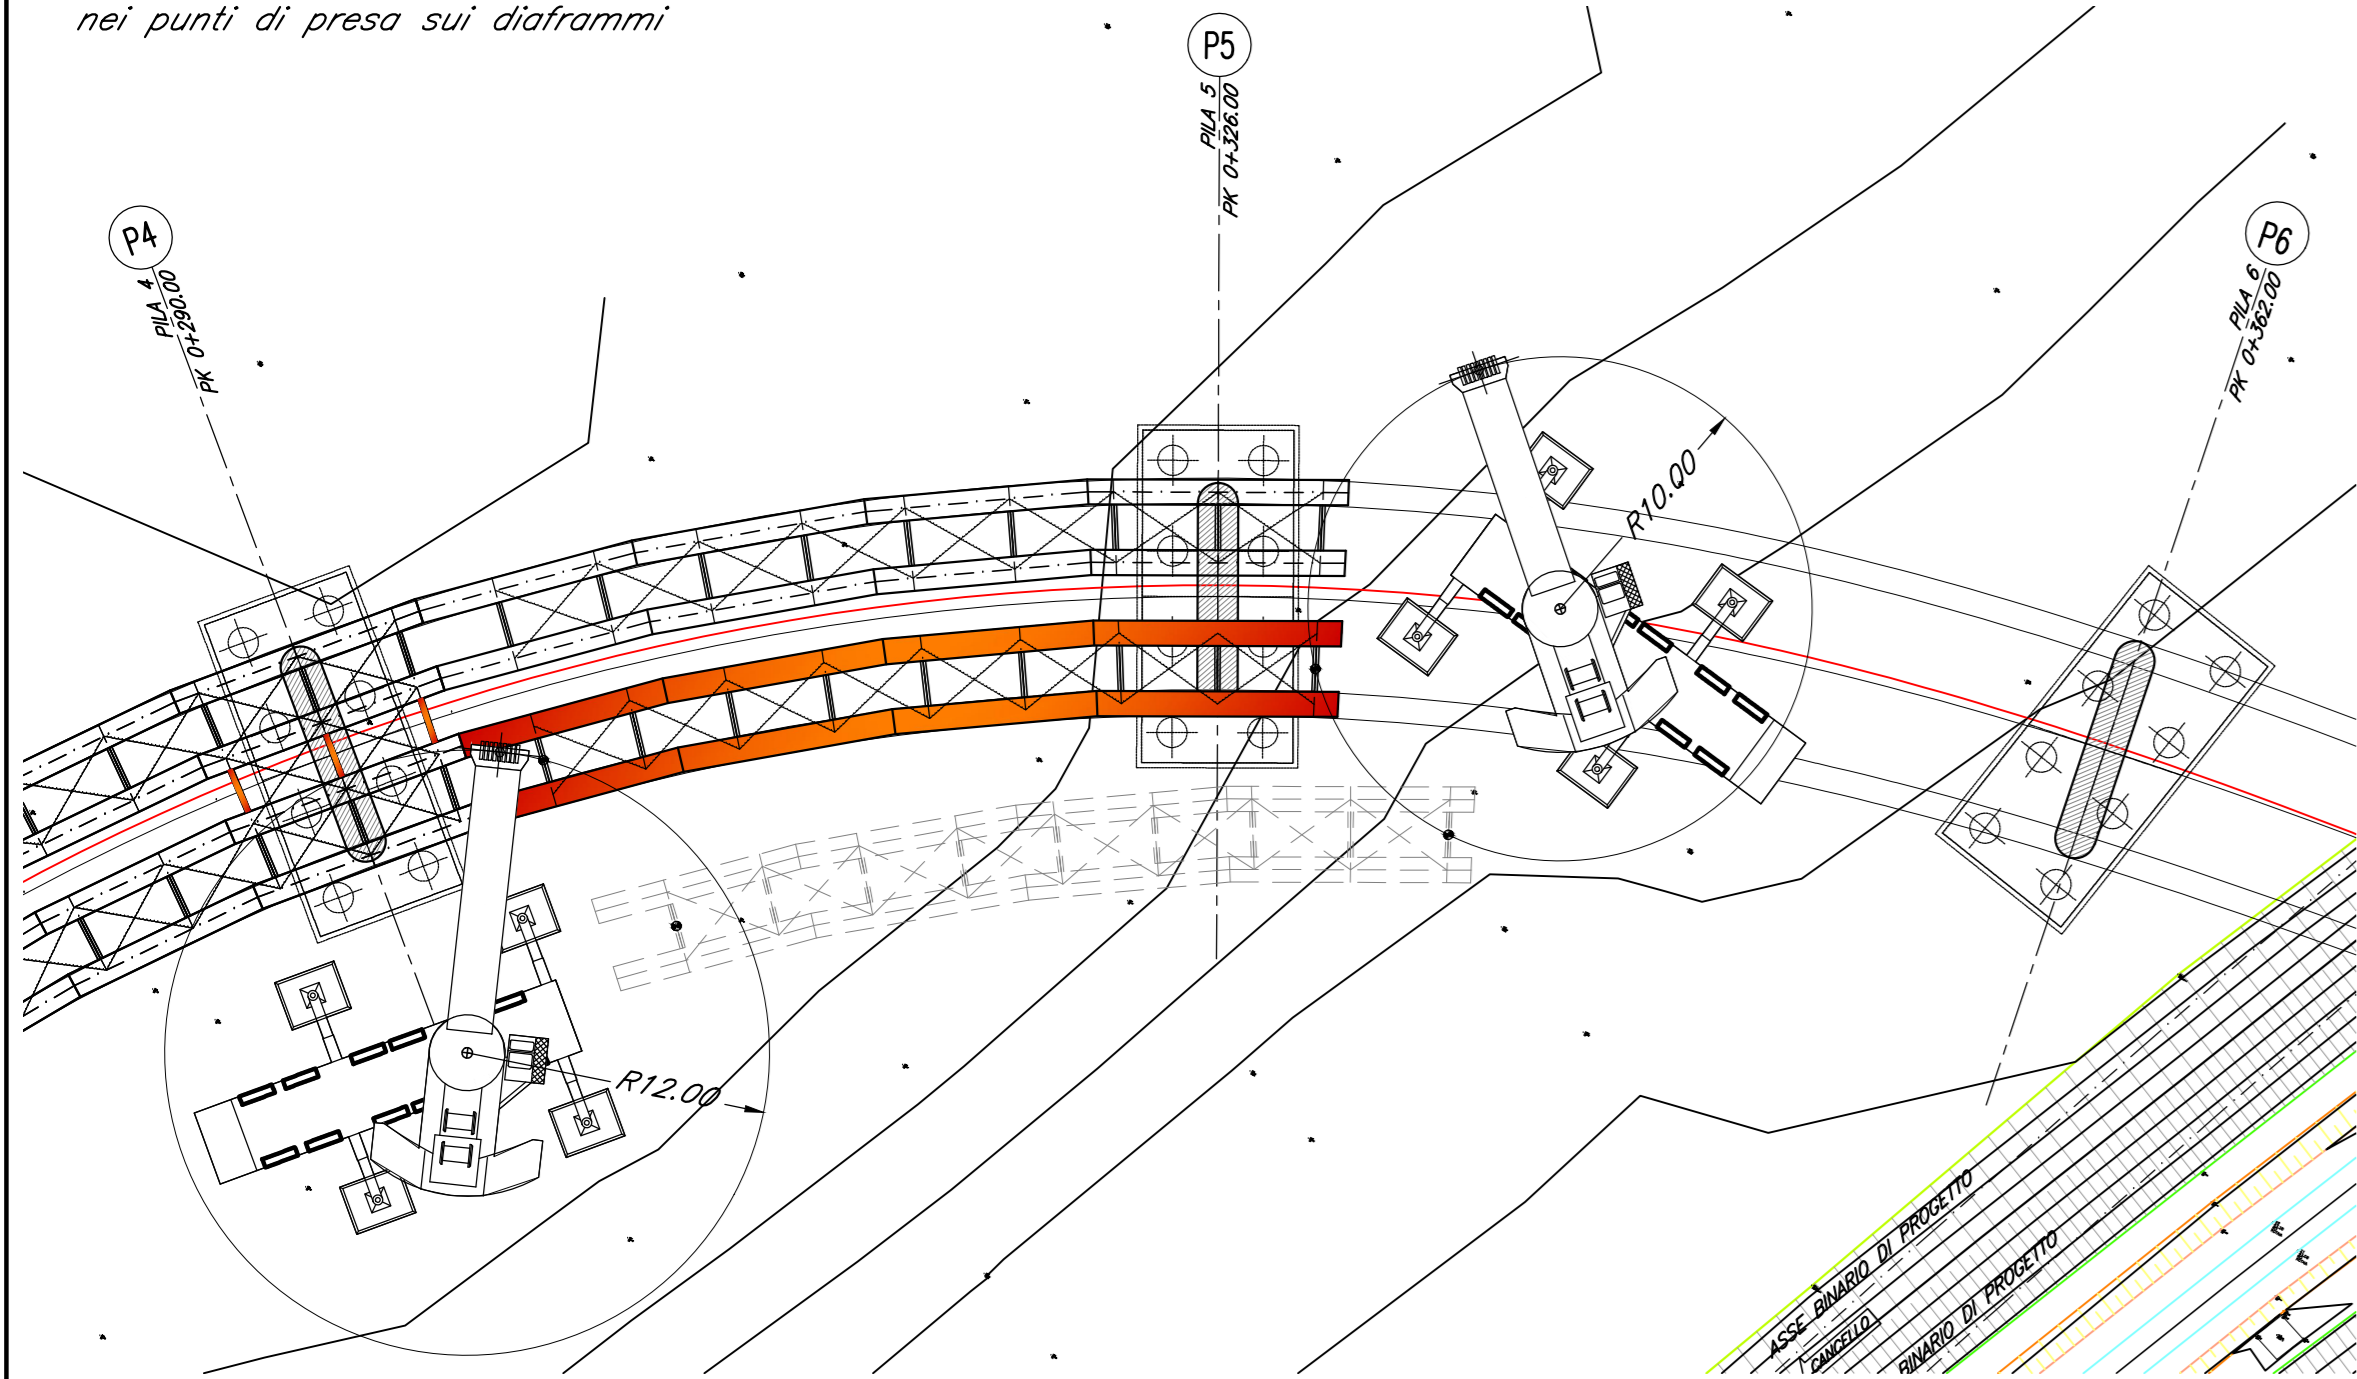 nei punti di presa sui diaframmi
P5
PILA 5
PK 0+326.00
P4
PILA 4
PK 0+290.00
P6
PILA 6
PK 0+362.00
R10.00
R12.00
ASSE BINARIO DI PROGETTO
CANCELLO
BINARIO DI PROGETTO